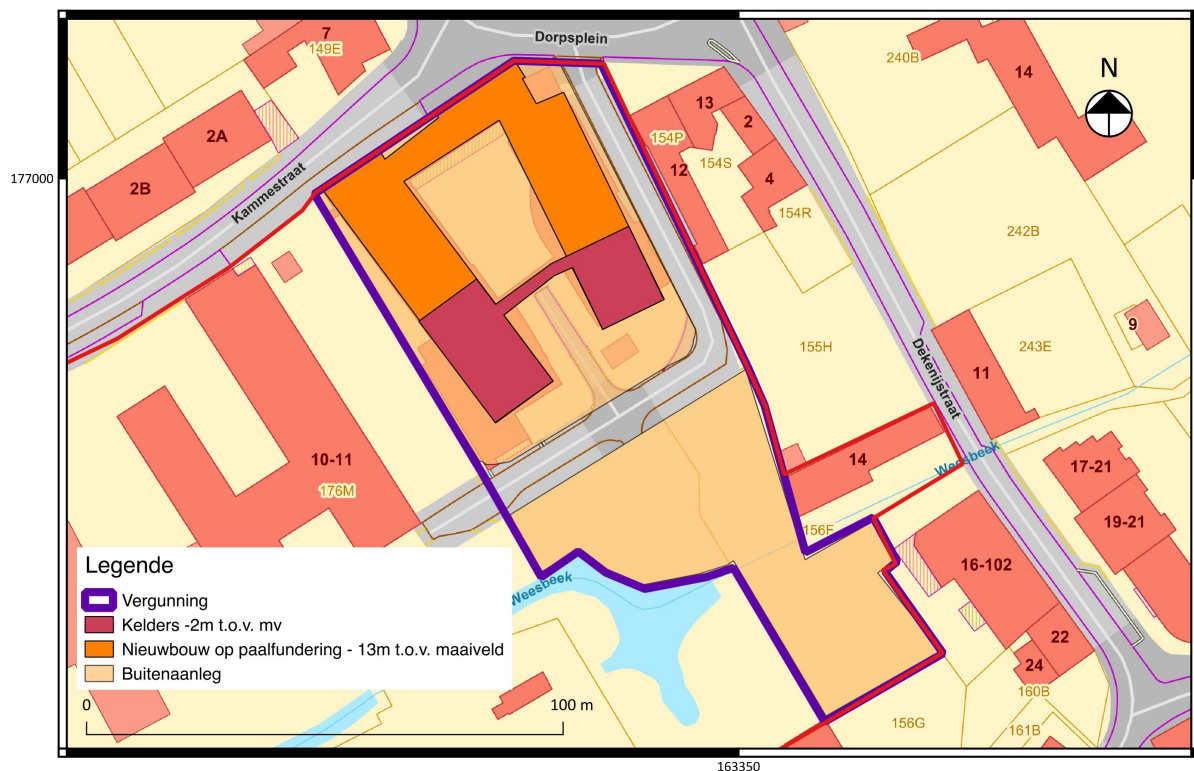 Dorpsplein
7
149E
240B
14
N
13
2
154P
154S
12
4
2A
2B
Kammestraat
177000
154R
242B
9
155H
243E
11
Dekenijstraat
14
Weesbeek
17-21
10-11
176M
19-21
156F
16-102
Weesbeek
22
24
160B
156G
161B
Legende
Vergunning
Kelders -2m t.o.v. mv
Nieuwbouw op paalfundering - 13m t.o.v. maaiveld
Buitenaanleg
0 100 m
163350